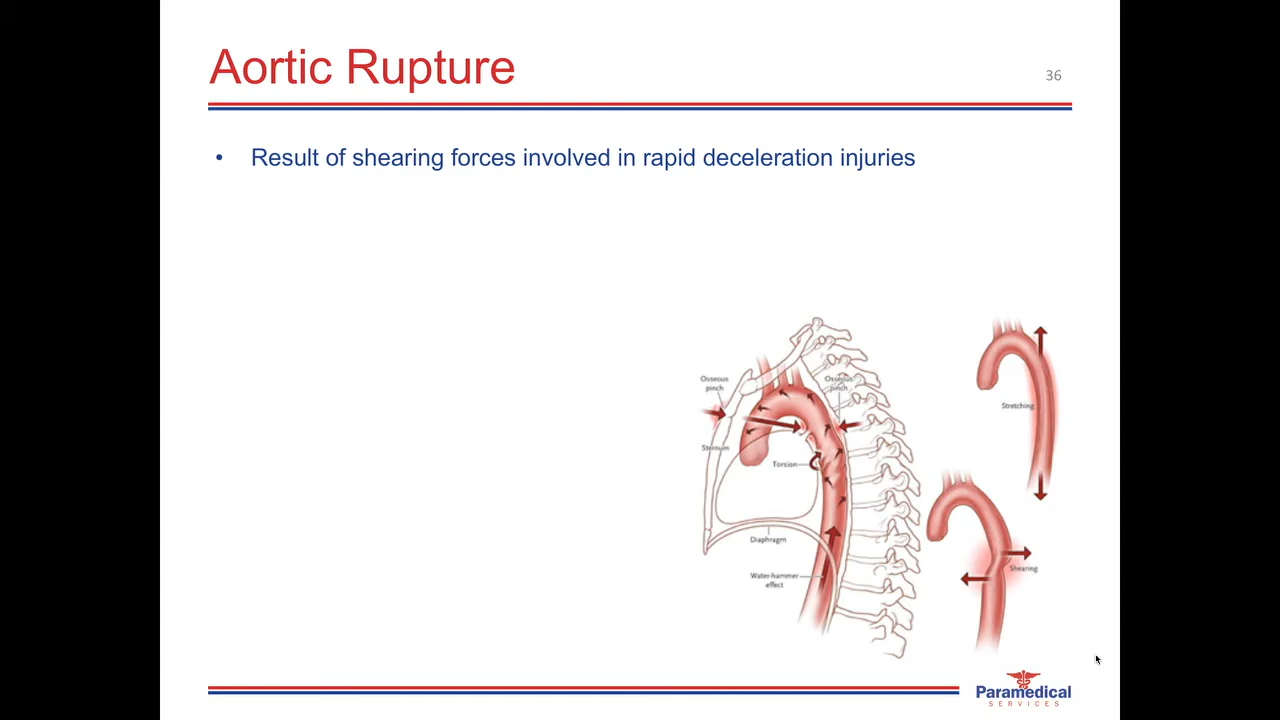 Aortic Rupture
36
• Result of shearing forces involved in rapid deceleration injuries
Osseous
pinch
Osseous
pinch
Sternum
Torsion
Diaphragm
Water-hammer
effect
Stretching
Shearing
Paramedical
SERVICES